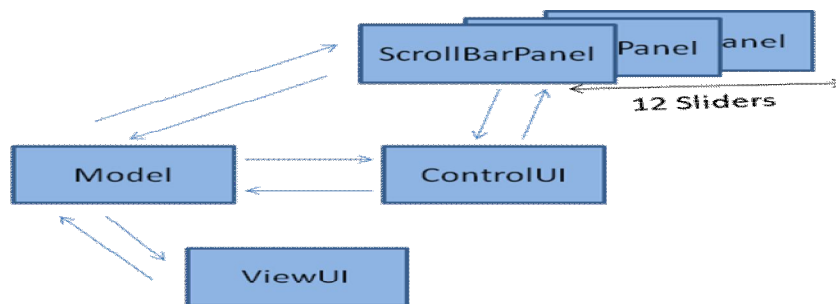 ScrollBarPanel
Panel
anel
12 Sliders
Model
ControlUI
ViewUI